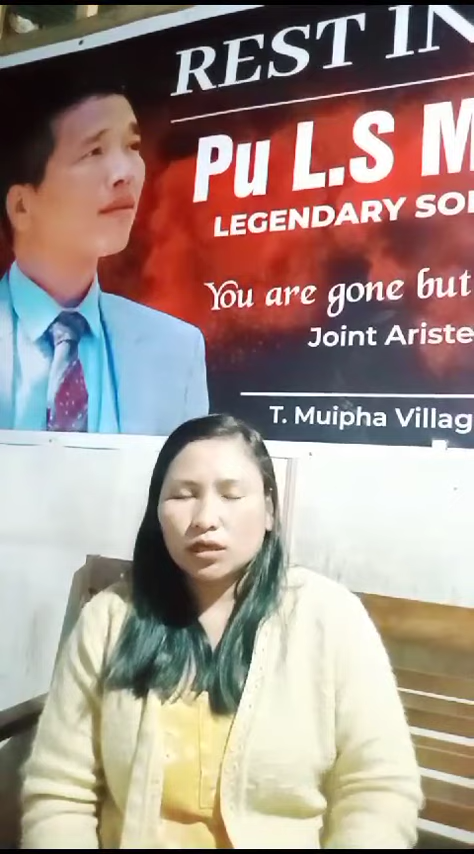 REST IN
Pu L.S M
LEGENDARY SO
You are gone but
Joint Ariste
T. Muipha Villag